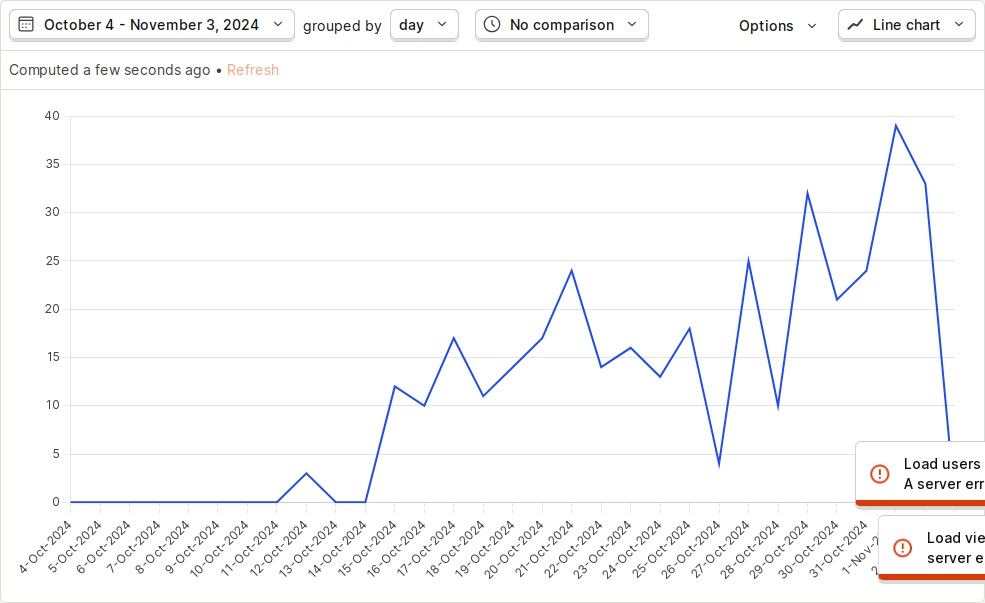 October 4 - November 3, 2024 grouped by day No comparison Options Line chart
Computed a few seconds ago • Refresh
40
35
30
25
20
15
10
5
0
Load users
A server err
4-Oct-2024 5-Oct-2024 6-Oct-2024 7-Oct-2024 8-Oct-2024 9-Oct-2024 10-Oct-2024 11-Oct-2024 12-Oct-2024 13-Oct-2024 14-Oct-2024 15-Oct-2024 16-Oct-2024 17-Oct-2024 18-Oct-2024 19-Oct-2024 20-Oct-2024 21-Oct-2024 22-Oct-2024 23-Oct-2024 24-Oct-2024 25-Oct-2024 26-Oct-2024 27-Oct-2024 28-Oct-2024 29-Oct-2024 30-Oct-2024 31-Oct-2024 1-Nov-2
Load vie
server e